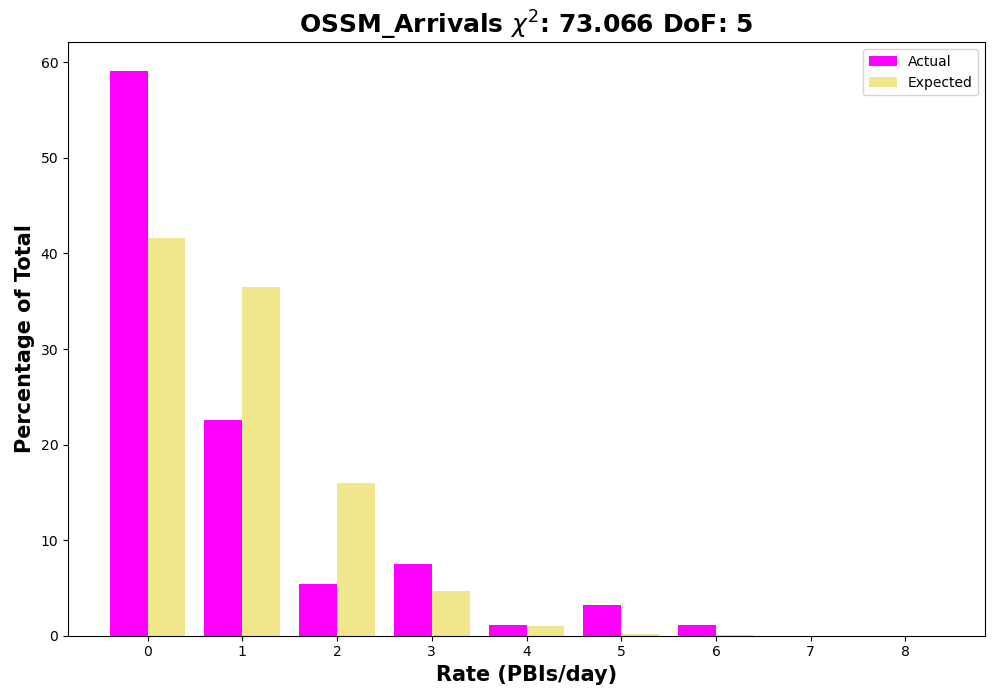 OSSM_Arrivals χ²: 73.066 DoF: 5
Actual
Expected
Percentage of Total
60
50
40
30
20
10
0
0 1 2 3 4 5 6 7 8
Rate (PBIs/day)